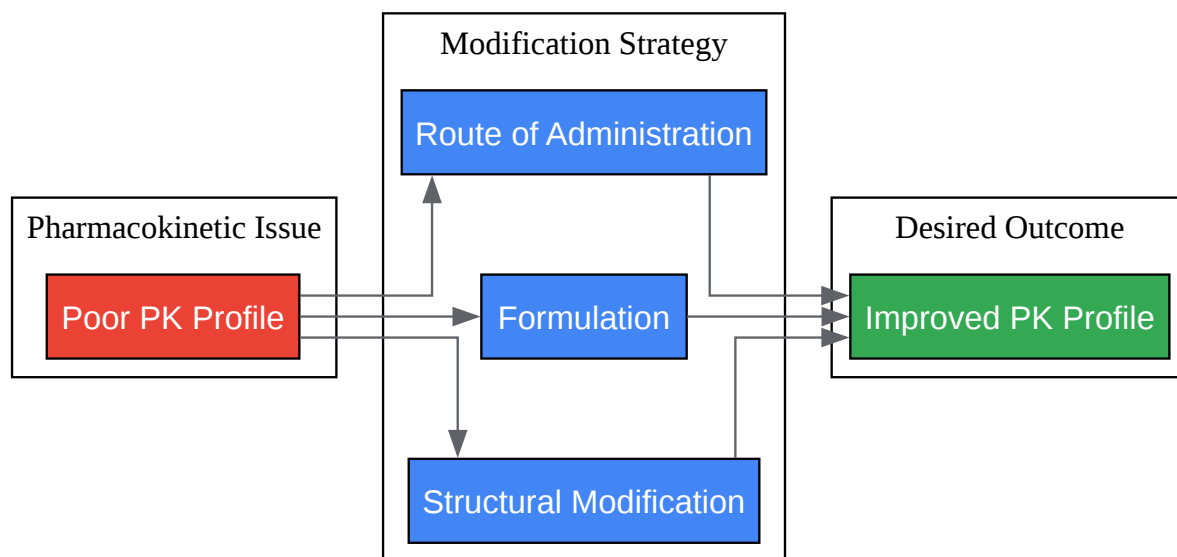 Modification Strategy
Route of Administration
Pharmacokinetic Issue
Poor PK Profile
Formulation
Structural Modification
Desired Outcome
Improved PK Profile